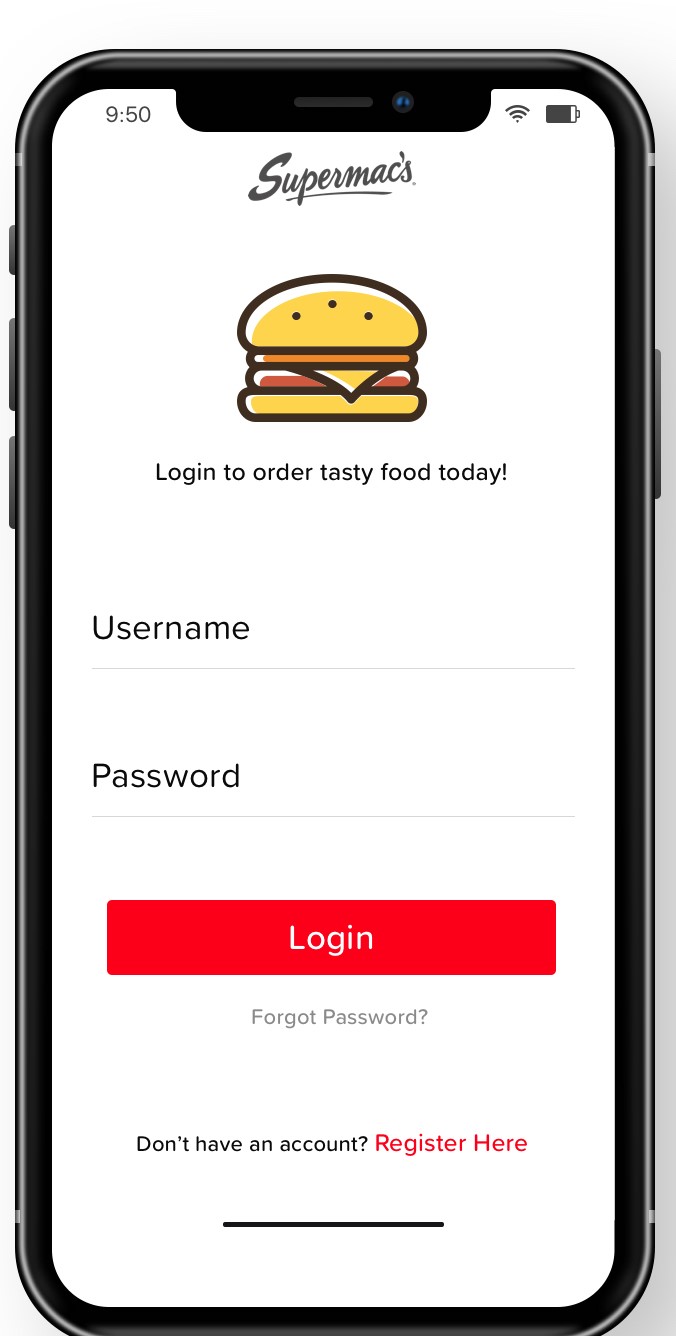 9:50
Supermac's
Login to order tasty food today!
Username
Password
Login
Forgot Password?
Don’t have an account? Register Here